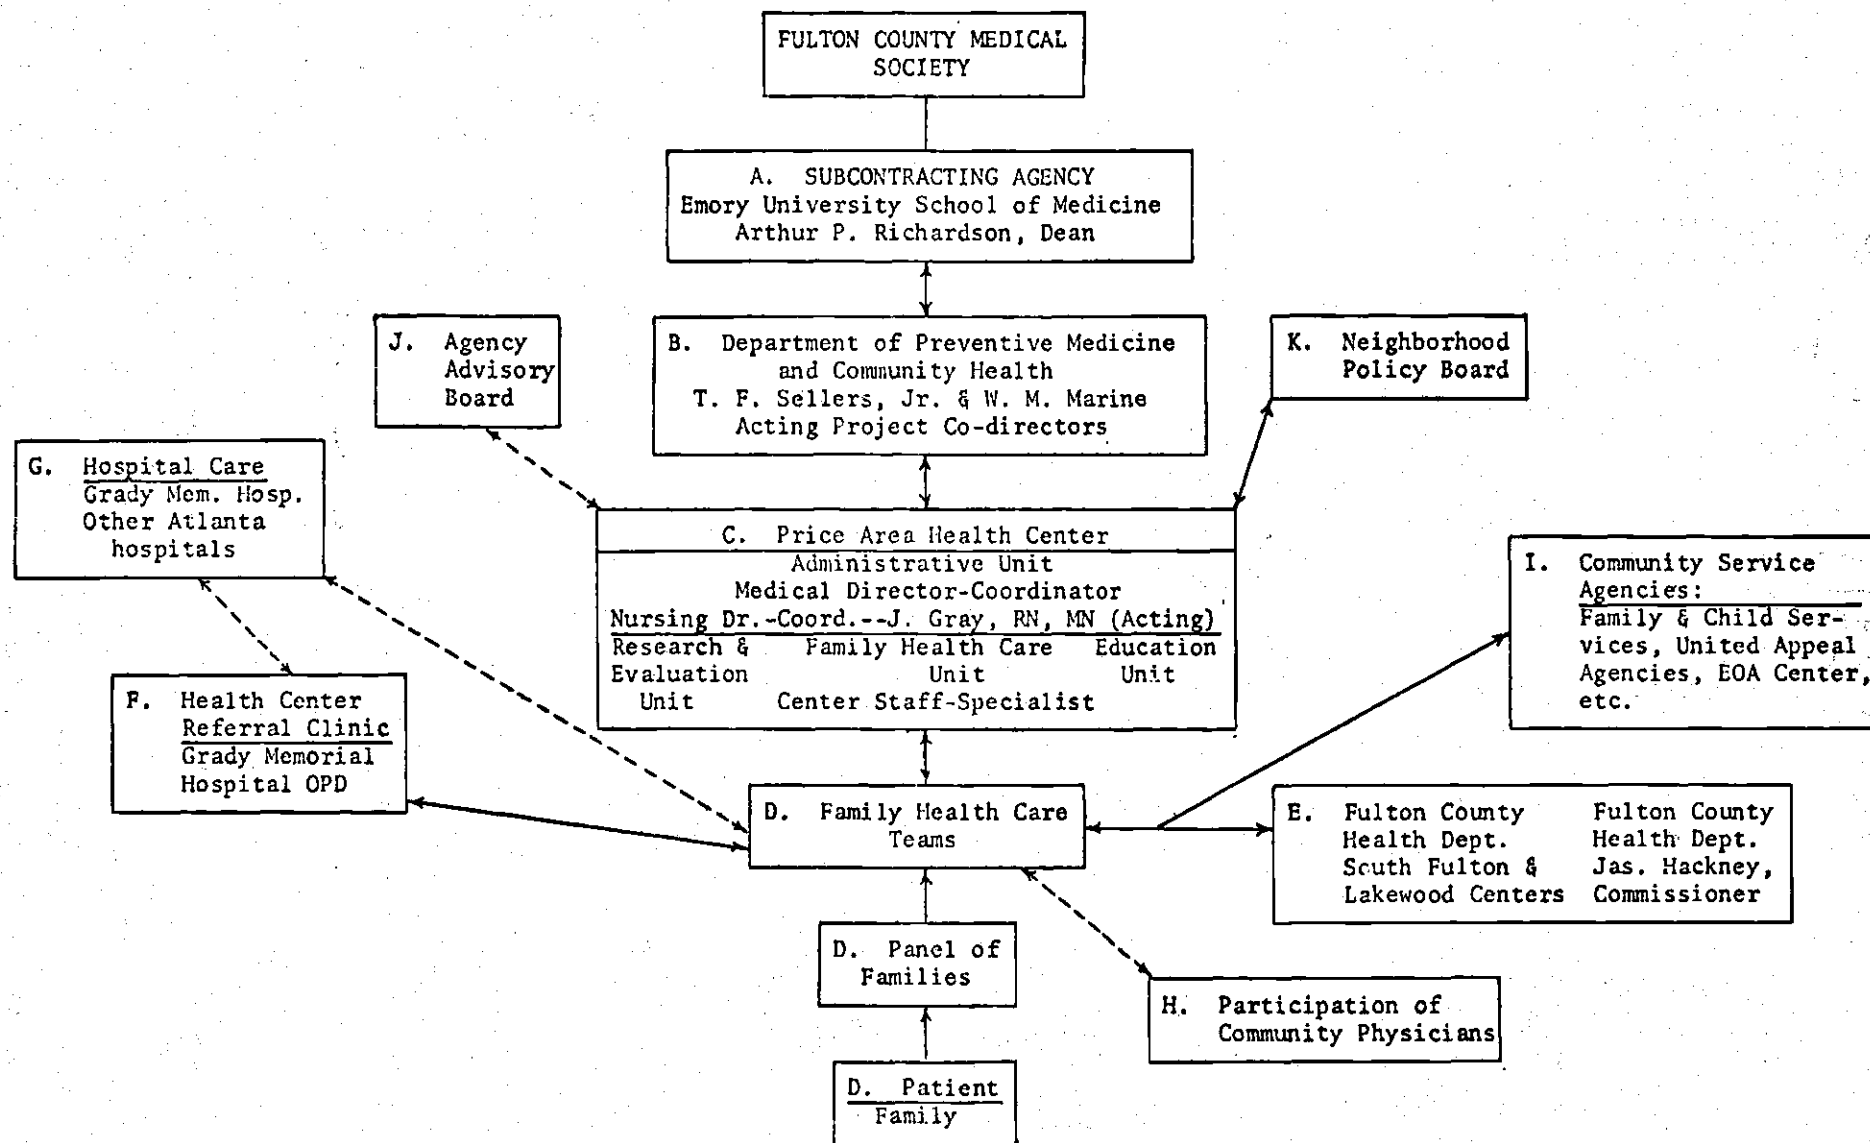 FULTON COUNTY MEDICAL
SOCIETY
A. SUBCONTRACTING AGENCY
Emory University School of Medicine
Arthur P. Richardson, Dean
J. Agency
Advisory
Board
B. Department of Preventive Medicine
and Community Health
T. F. Sellers, Jr. & W. M. Marine
Acting Project Co-directors
K. Neighborhood
Policy Board
G. Hospital Care
Grady Mem. Hosp.
Other Atlanta
hospitals
C. Price Area Health Center
Administrative Unit
Medical Director-Coordinator
Nursing Dr.-Coord.--J. Gray, RN, MN (Acting)
Research & Family Health Care Education
Evaluation Unit Unit
Unit Center Staff-Specialist
I. Community Service
Agencies:
Family & Child Ser-
vices, United Appeal
Agencies, EOA Center,
etc.
F. Health Center
Referral Clinic
Grady Memorial
Hospital OPD
D. Family Health Care
Teams
E. Fulton County Fulton County
Health Dept. Health Dept.
South Fulton & Jas. Hackney,
Lakewood Centers Commissioner
D. Panel of
Families
H. Participation of
Community Physicians
D. Patient
Family